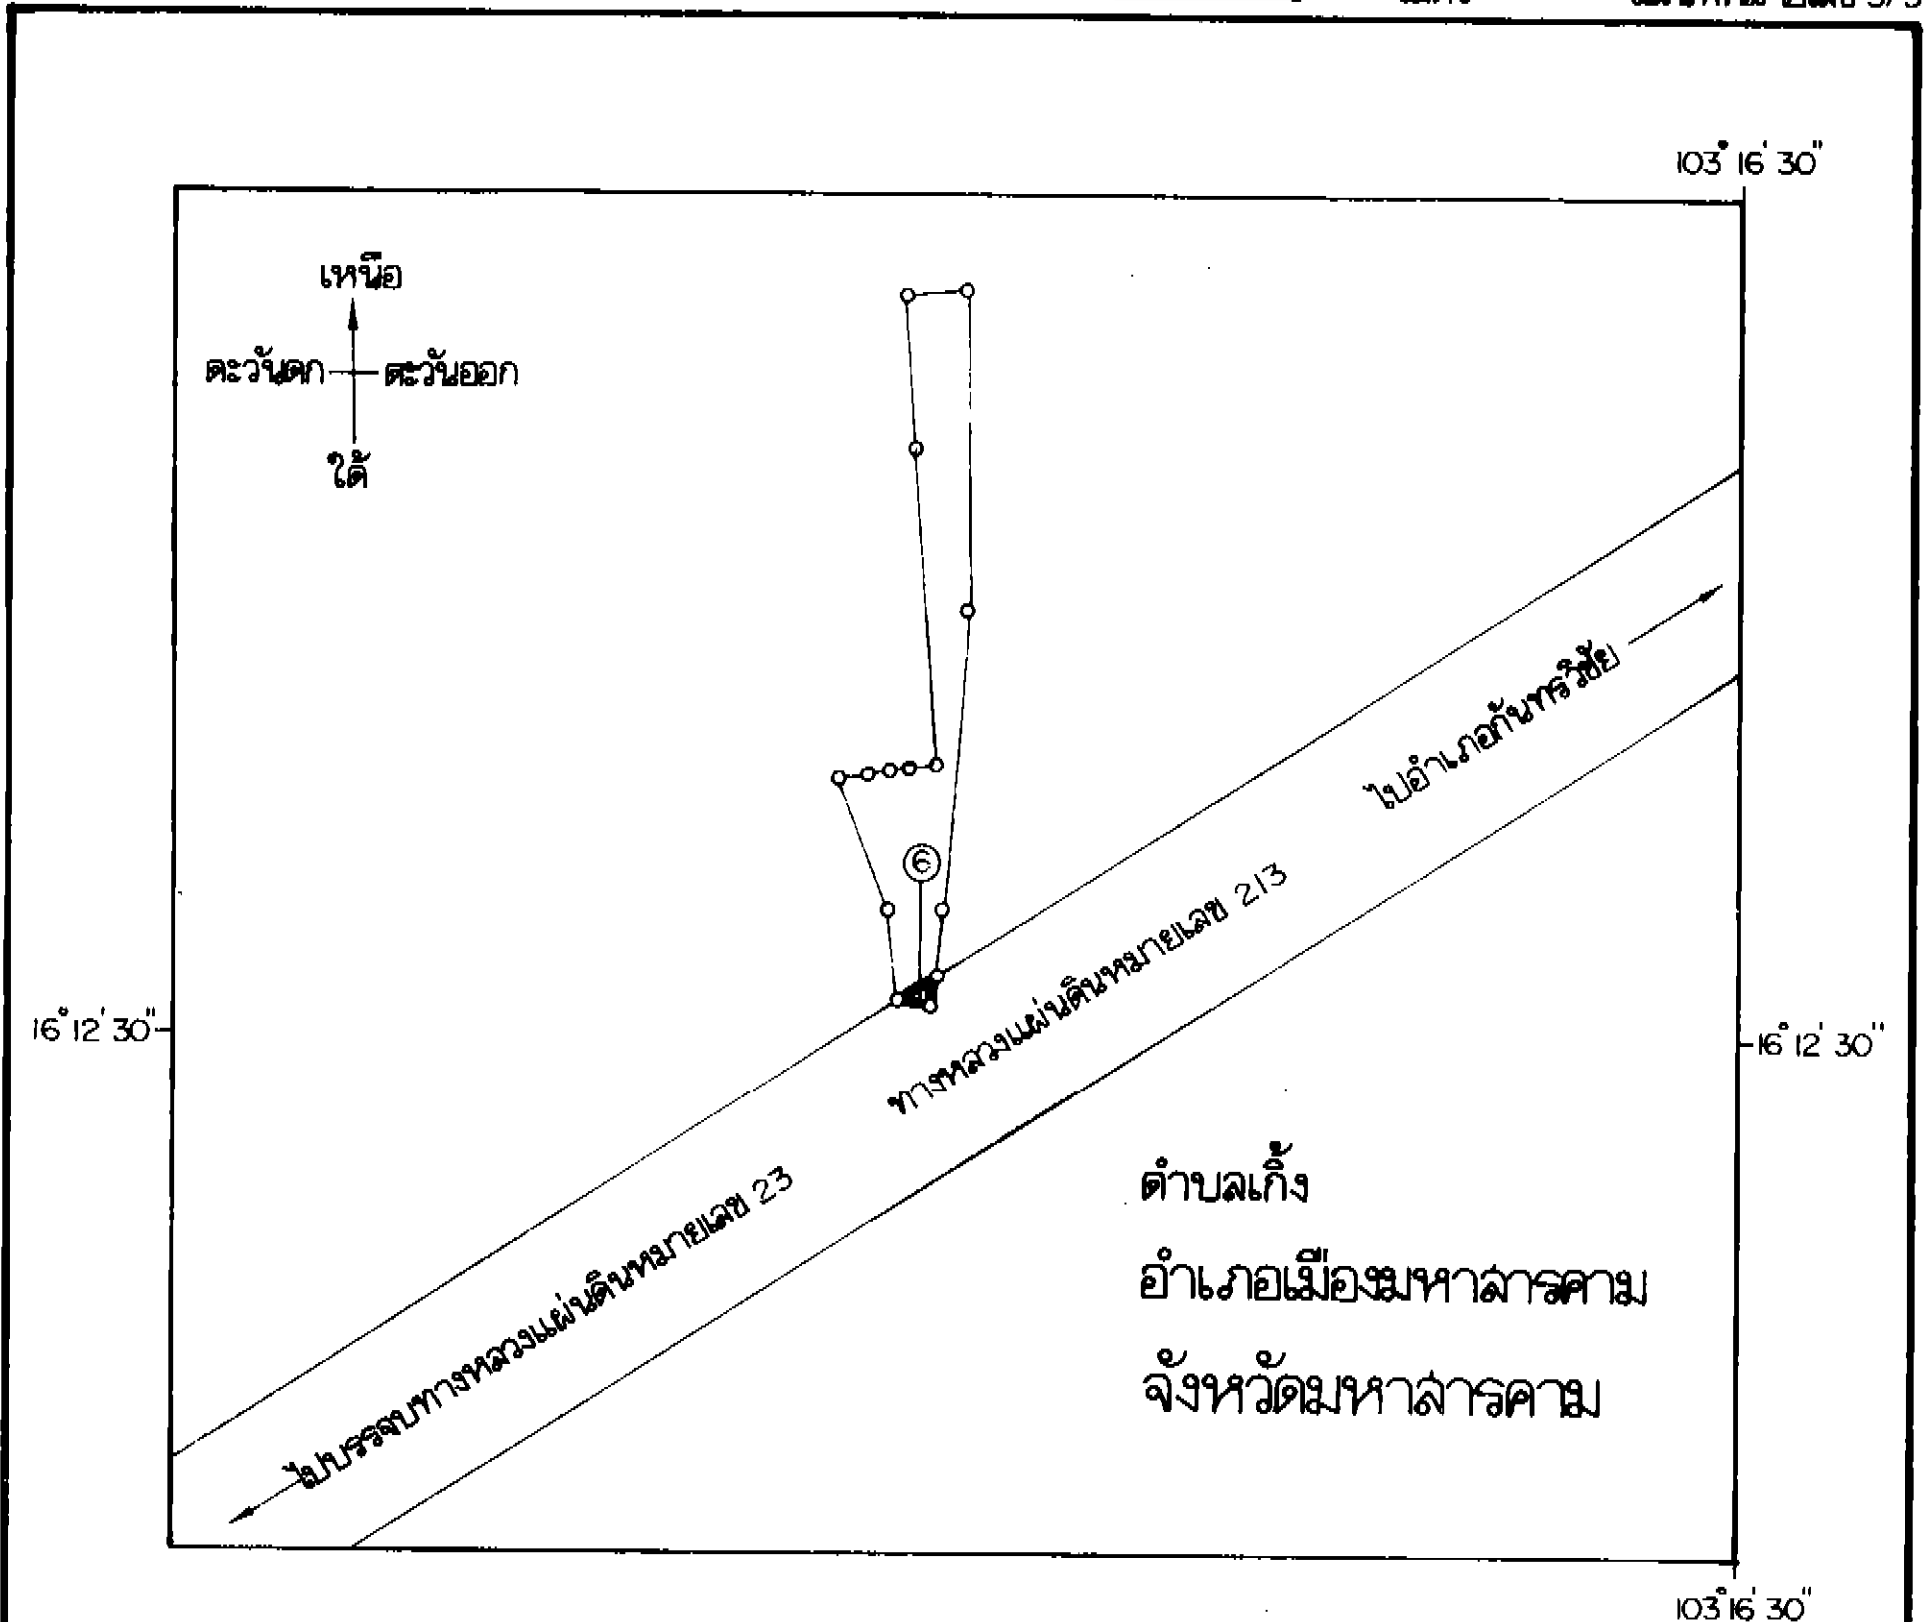 103° 16' 30"
เหนือ
ตะวันตก
ตะวันออก
ใต้
ไปอำเภอกันทรวิชัย
6
ทางหลวงแผ่นดินหมายเลข 213
16° 12' 30"
16° 12' 30"
ไปบรรจบทางหลวงแผ่นดินหมายเลข 23
ตำบลเกิ้ง
อำเภอเมืองมหาสารคาม
จังหวัดมหาสารคาม
103° 16' 30"